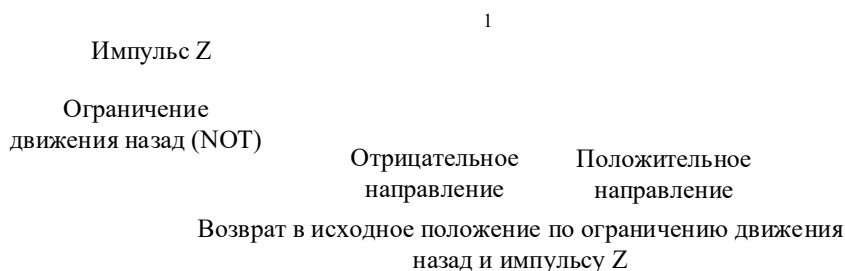 1
Импульс Z
Ограничение
движения назад (NOT)
Отрицательное
направление
Положительное
направление
Возврат в исходное положение по ограничению движения
назад и импульсу Z